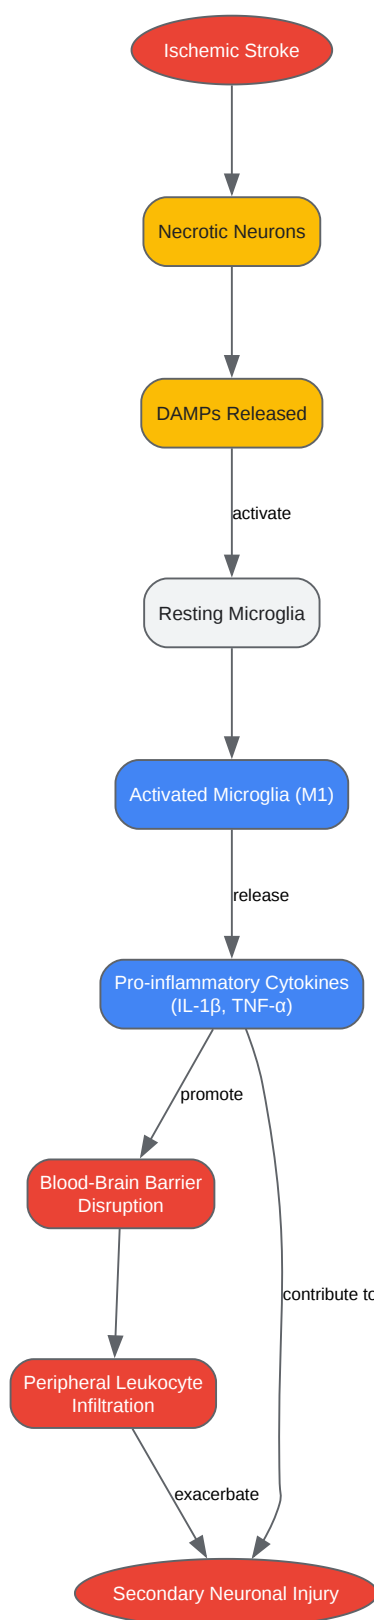 Ischemic Stroke
Necrotic Neurons
DAMPs Released
activate
Resting Microglia
Activated Microglia (M1)
release
Pro-inflammatory Cytokines
(IL-1β, TNF-α)
promote
Blood-Brain Barrier
Disruption
contribute to
Peripheral Leukocyte
Infiltration
exacerbate
Secondary Neuronal Injury